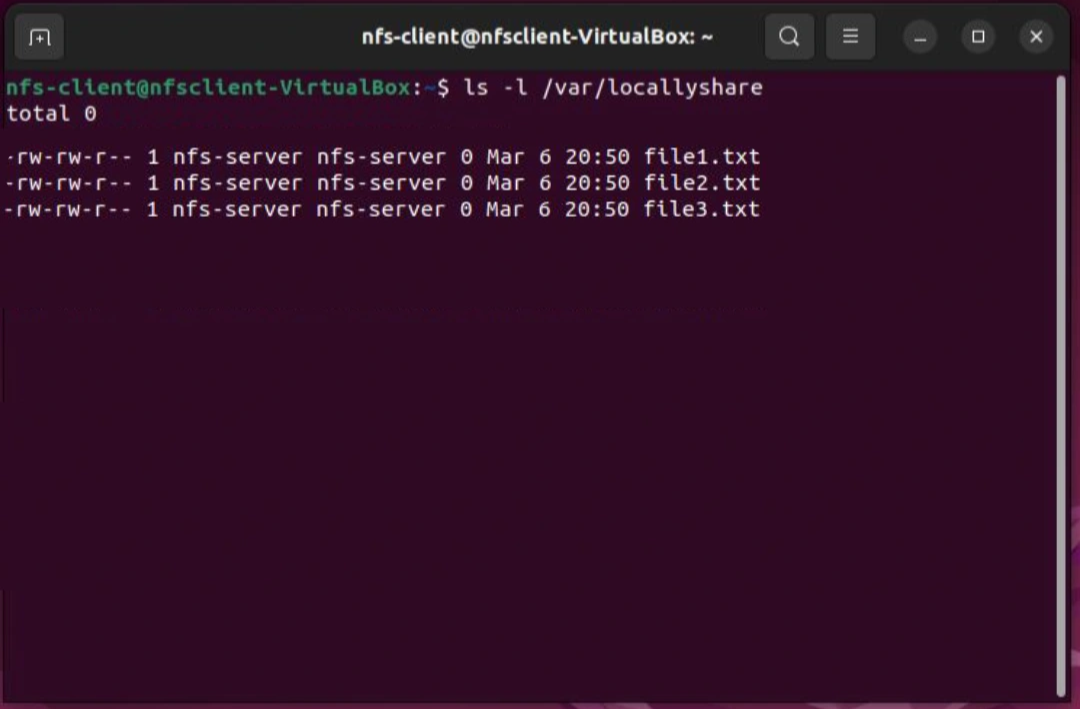 nfs-client@nfsclient-VirtualBox: ~
nfs-client@nfsclient-VirtualBox:~$ ls -l /var/locallyshare
total 0
-rw-rw-r-- 1 nfs-server nfs-server 0 Mar 6 20:50 file1.txt
-rw-rw-r-- 1 nfs-server nfs-server 0 Mar 6 20:50 file2.txt
-rw-rw-r-- 1 nfs-server nfs-server 0 Mar 6 20:50 file3.txt